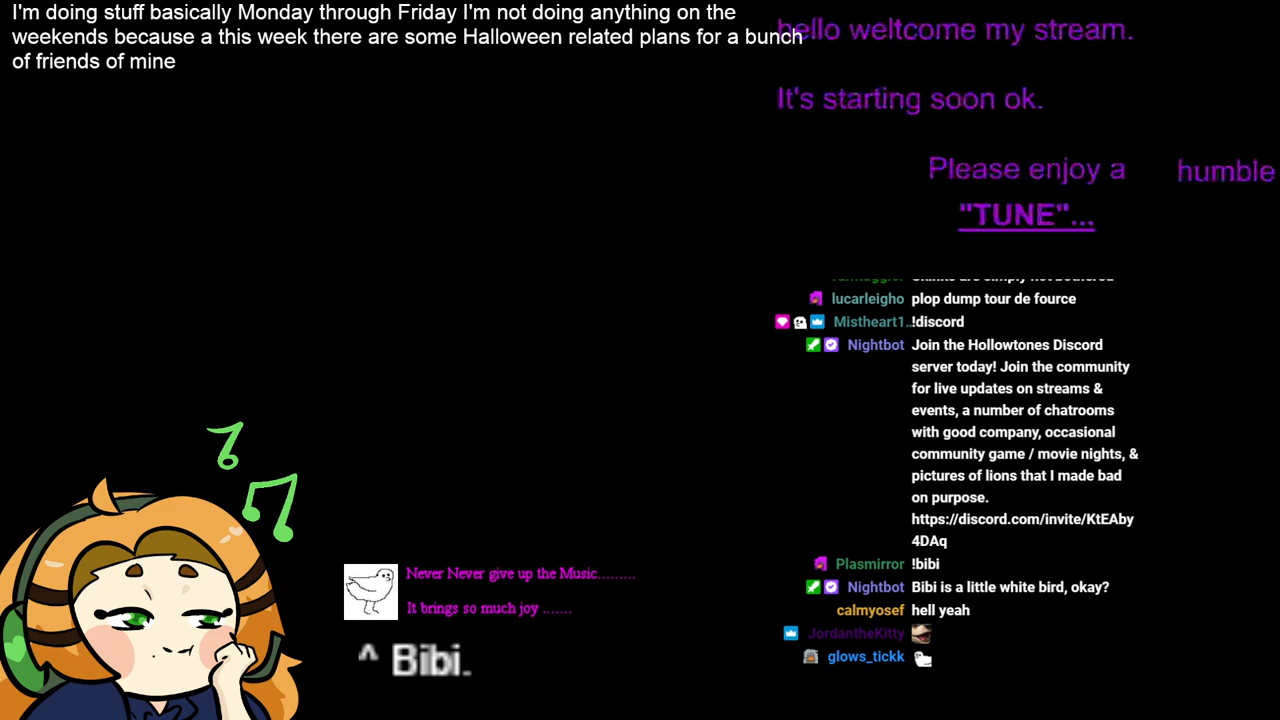 I'm doing stuff basically Monday through Friday I'm not doing anything on the
weekends because a this week there are some Halloween related plans for a bunch
of friends of mine
hello weltcome my stream.
It's starting soon ok.
Please enjoy a humble
"TUNE"...
lucarleigho plop dump tour de fource
Mistheart1.. !discord
Nightbot Join the Hollowtones Discord
server today! Join the community
for live updates on streams &
events, a number of chatrooms
with good company, occasional
community game / movie nights, &
pictures of lions that I made bad
on purpose.
https://discord.com/invite/KtEAby
4DAq
Plasmirror !bibi
Nightbot Bibi is a little white bird, okay?
calmyosef hell yeah
JordantheKitty
glows_tickk
Never Never give up the Music.........
It brings so much joy .......
^ Bibi.